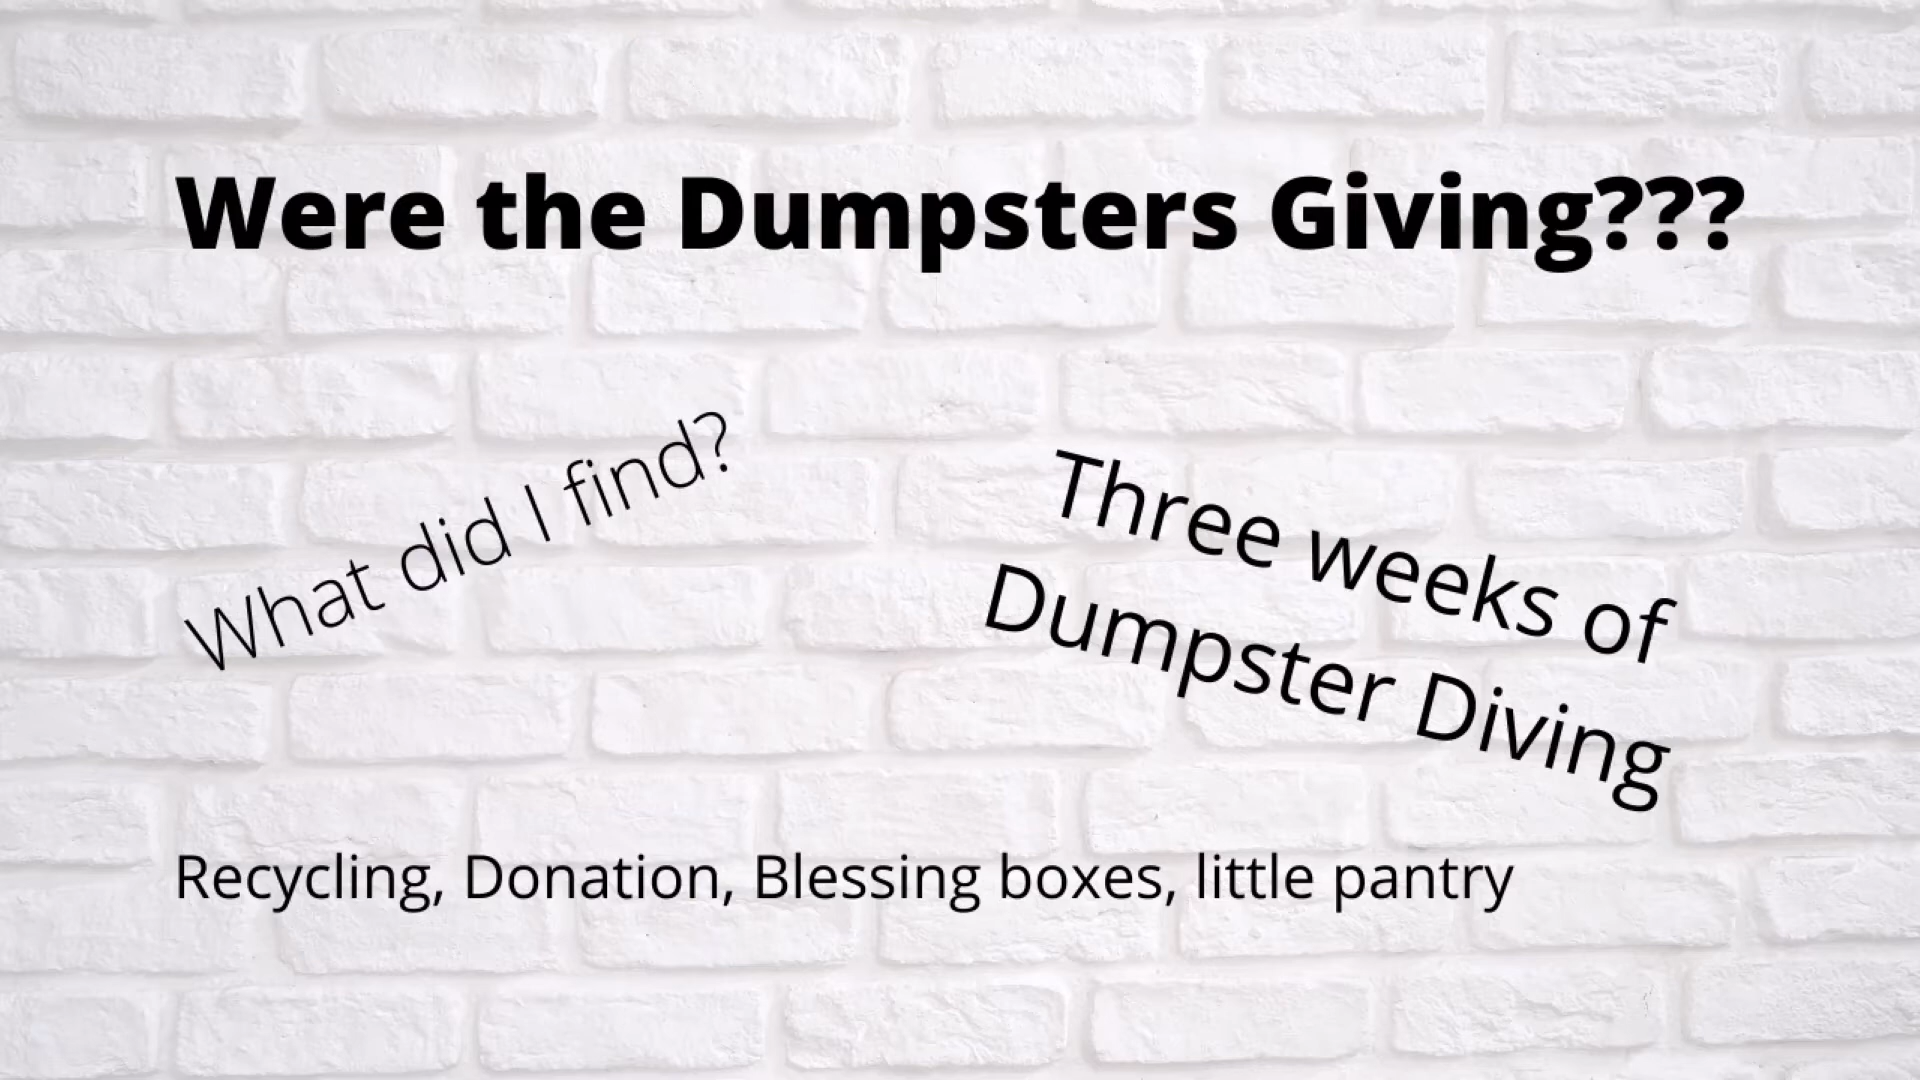 Were the Dumpsters Giving???
What did I find?
Three weeks of
Dumpster Diving
Recycling, Donation, Blessing boxes, little pantry